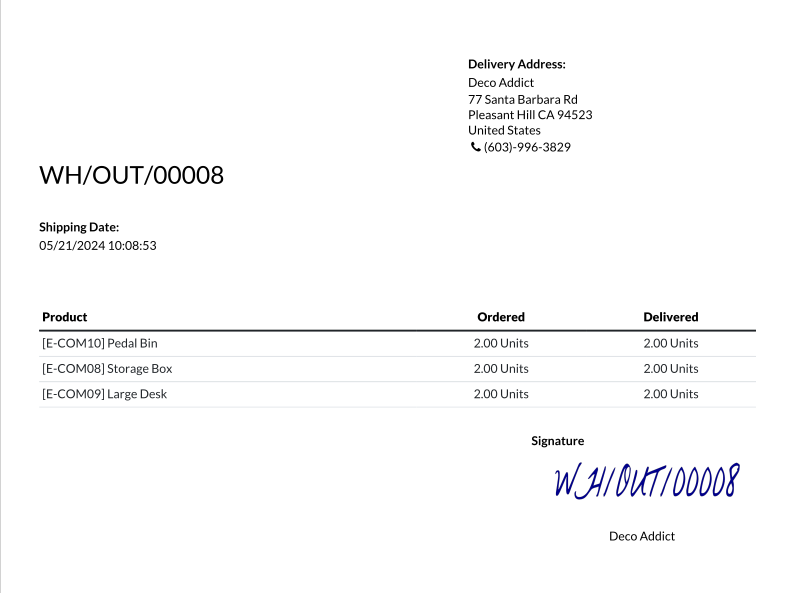 Delivery Address:
Deco Addict
77 Santa Barbara Rd
Pleasant Hill CA 94523
United States
(603)-996-3829
WH/OUT/00008
Shipping Date:
05/21/2024 10:08:53
Product Ordered Delivered
[E-COM10] Pedal Bin 2.00 Units 2.00 Units
[E-COM08] Storage Box 2.00 Units 2.00 Units
[E-COM09] Large Desk 2.00 Units 2.00 Units
Signature
WH/OUT/00008
Deco Addict